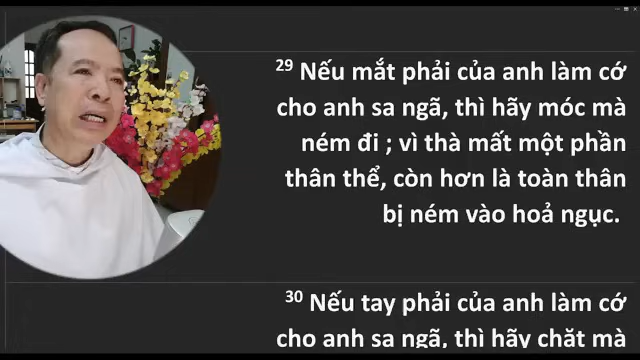 29 Nếu mắt phải của anh làm cớ
cho anh sa ngã, thì hãy móc mà
ném đi ; vì thà mất một phần
thân thể, còn hơn là toàn thân
bị ném vào hoả ngục.
30 Nếu tay phải của anh làm cớ
cho anh sa ngã, thì hãy chặt mà